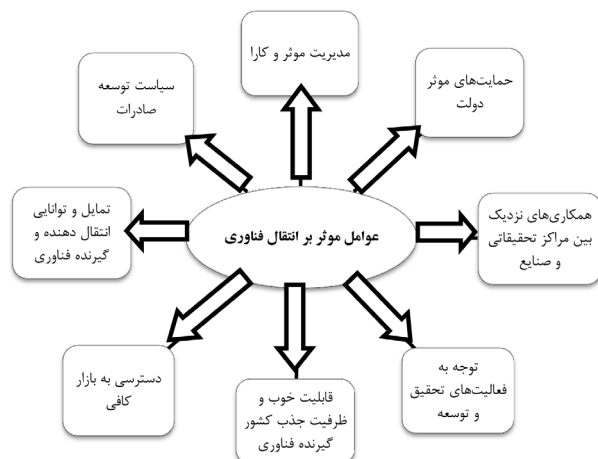 مدیریت موثر و کارا
حمایت‌های موثر
دولت
همکاری‌های نزدیک
بین مراکز تحقیقاتی
و صنایع
توجه به
فعالیت‌های تحقیق
و توسعه
قابلیت خوب و
ظرفیت جذب کشور
گیرنده فناوری
دسترسی به بازار
کافی
تمایل و توانایی
انتقال دهنده و
گیرنده فناوری
سیاست توسعه
صادرات
عوامل موثر بر انتقال فناوری